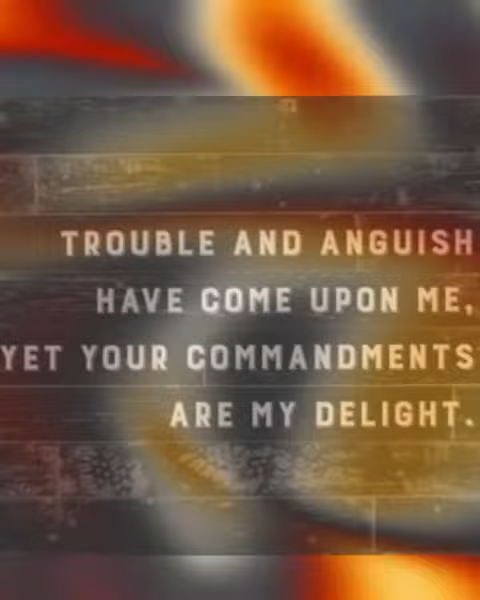 TROUBLE AND ANGUISH
HAVE COME UPON ME,
YET YOUR COMMANDMENTS
ARE MY DELIGHT.